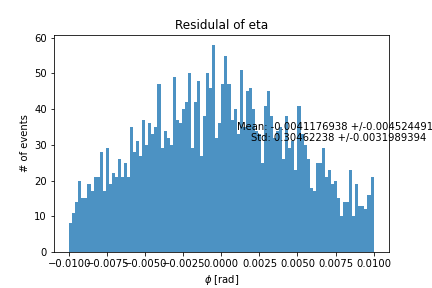 Residulal of eta
60
50
40
30
20
10
0
# of events
Mean: -0.0041176938 +/-0.004524491
Std: 0.30462238 +/-0.0031989394
−0.0100 −0.0075 −0.0050 −0.0025 0.0000 0.0025 0.0050 0.0075 0.0100
ϕ [rad]